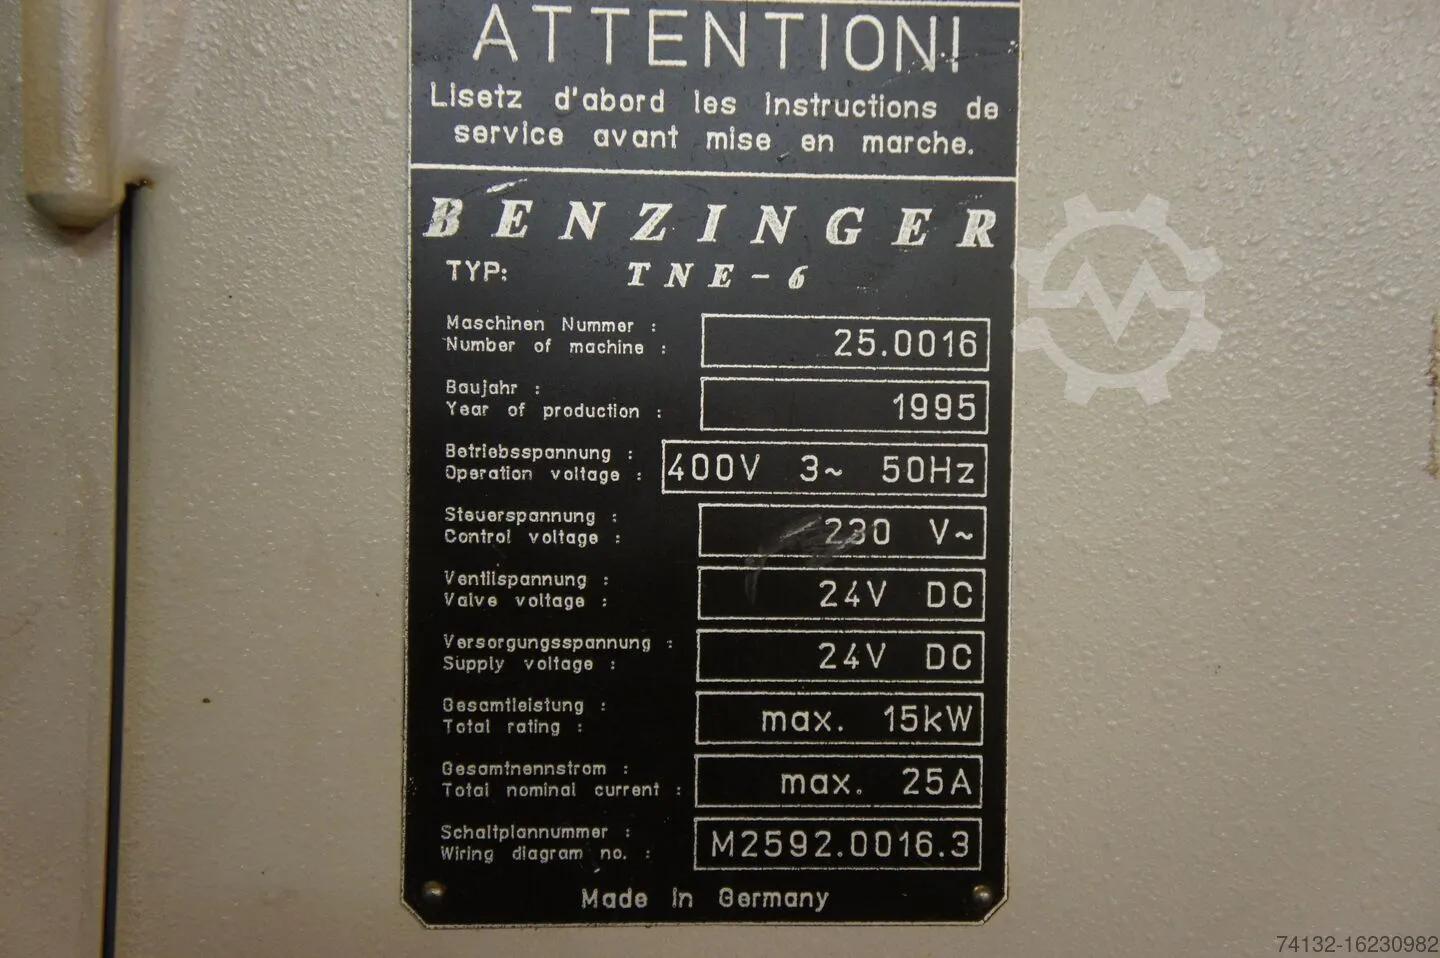 ATTENTION!
Lisetz d'abord les instructions de
service avant mise en marche.
BENZINGER
TYP: TNE-6
Maschinen Nummer :
Number of machine : 25.0016
Baujahr :
Year of production : 1995
Betriebsspannung :
Operation voltage : 400V 3~ 50Hz
Steuerspannung :
Control voltage : 230 V~
Ventilspannung :
Valve voltage : 24V DC
Versorgungsspannung :
Supply voltage : 24V DC
Gesamtleistung :
Total rating : max. 15kW
Gesamtnennstrom :
Total nominal current : max. 25A
Schaltplannummer :
Wiring diagram no. : M2592.0016.3
Made in Germany
74132-16230982